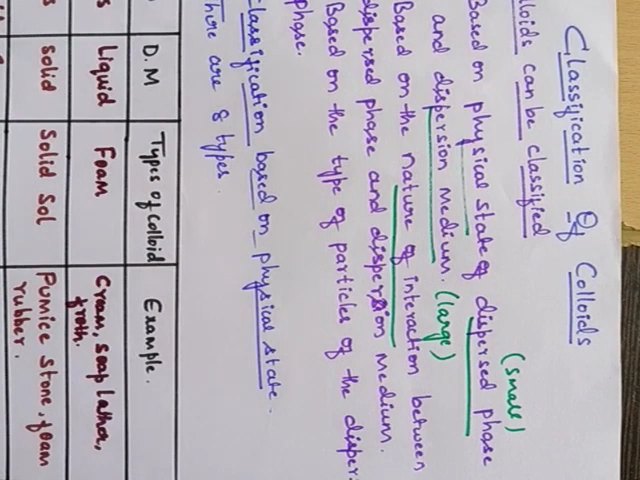 Classification Of Colloids
lloids can be classified
(small)
Based on physical state of dispersed phase
and dispersion medium. (large)
Based on the nature of interaction between
dispersed phase and dispersion medium.
Based on the type of particles of the disper
phase.
classification based on physical state.
here are 8 types.
D.M Types of colloid Example.
s Liquid Foam Cream, soap lather, froth.
s solid Solid Sol Pumice stone, foam rubber.